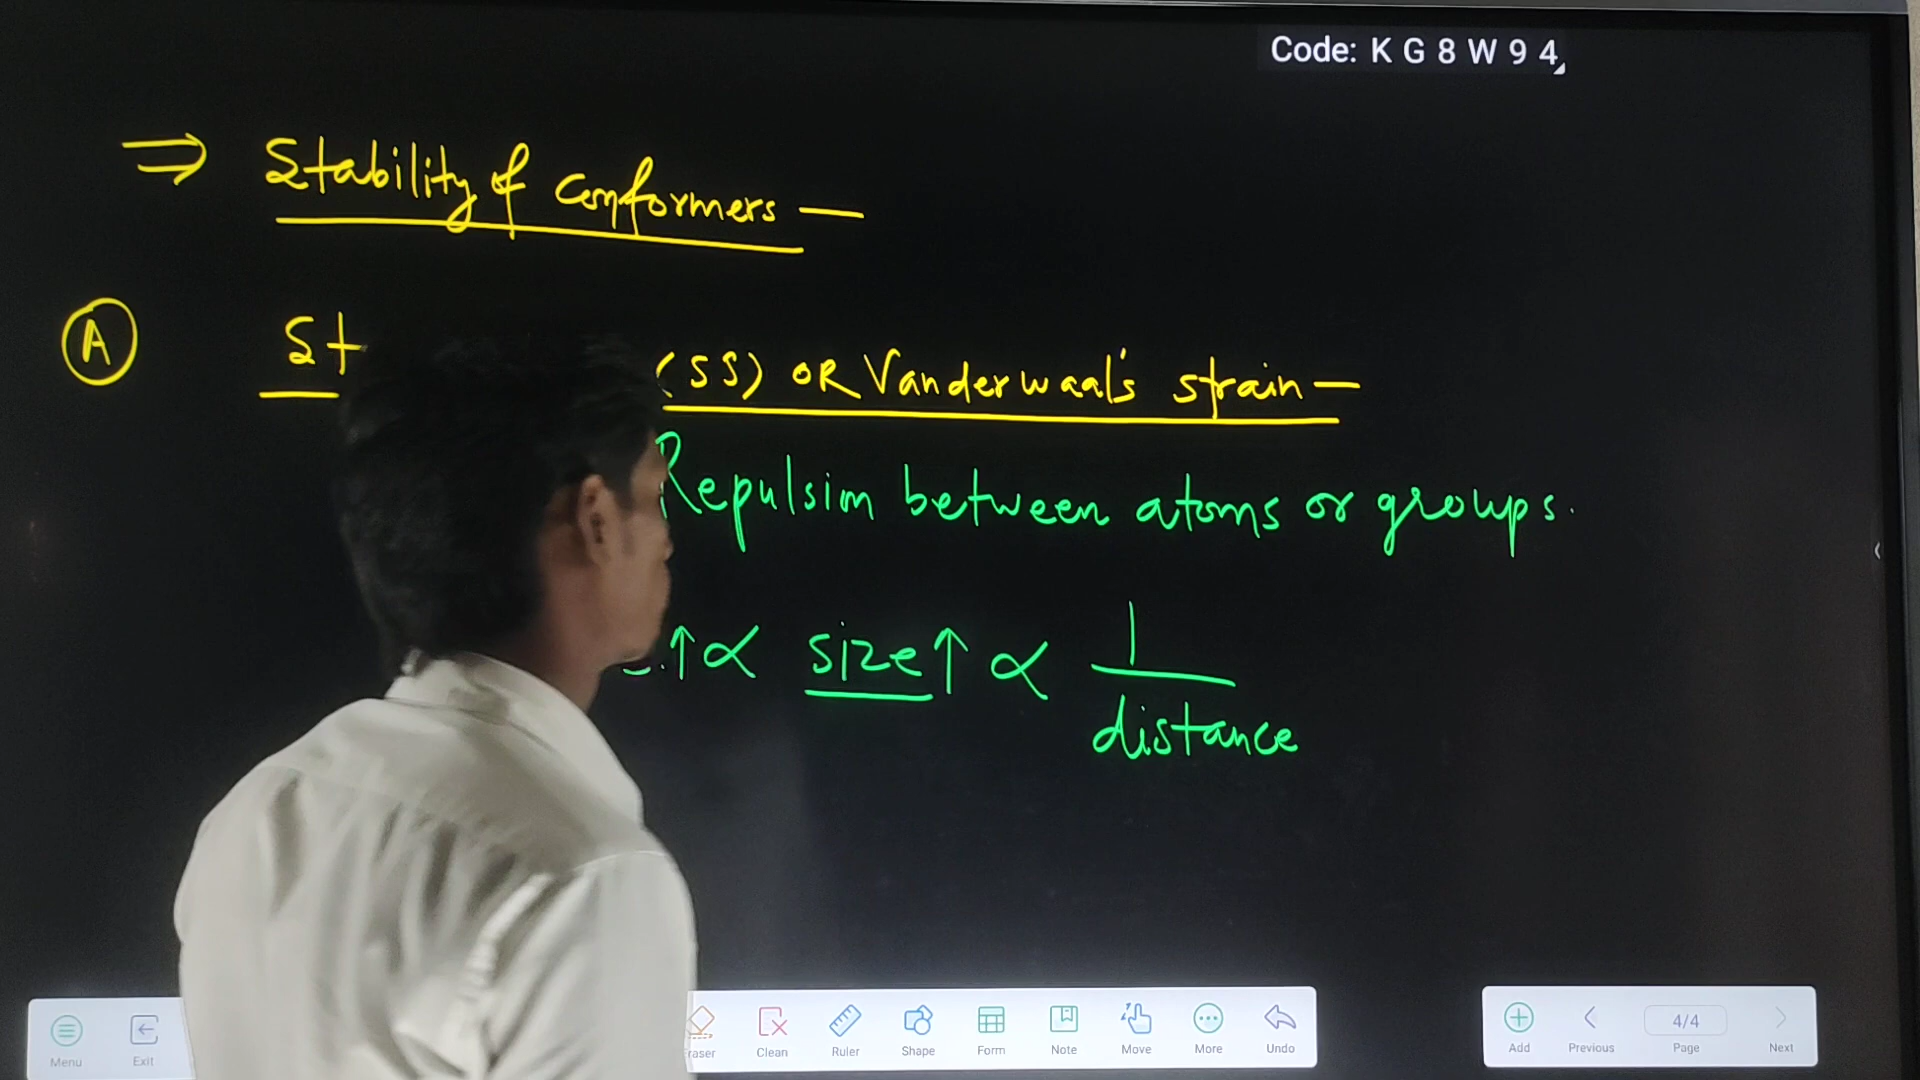 Code: K G 8 W 9 4
⇒ Stability of conformers —
A St (SS) OR Vanderwaal's strain —
Repulsion between atoms or groups.
↑ ∝ size ↑ ∝ 1/distance
Menu Exit Clean Ruler Shape Form Note Move More Undo Add Previous 4/4 Page Next